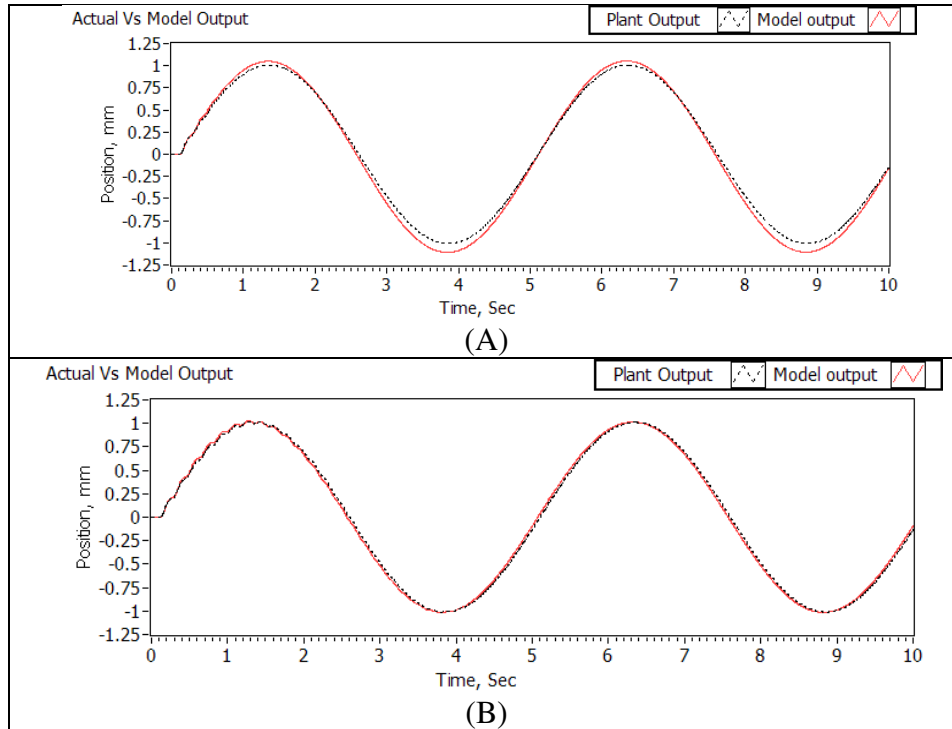 Actual Vs Model Output
Plant Output Model output
1.25
1
0.75
0.5
0.25
0
-0.25
-0.5
-0.75
-1
-1.25
Position, mm
0 1 2 3 4 5 6 7 8 9 10
Time, Sec
(A)
Actual Vs Model Output
Plant Output Model output
1.25
1
0.75
0.5
0.25
0
-0.25
-0.5
-0.75
-1
-1.25
Position, mm
0 1 2 3 4 5 6 7 8 9 10
Time, Sec
(B)